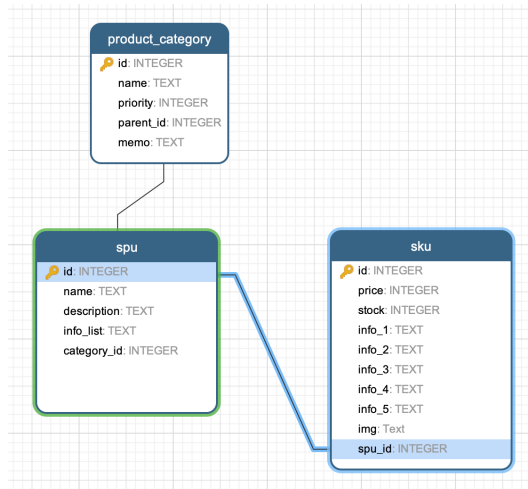 product_category
id: INTEGER
name: TEXT
priority: INTEGER
parent_id: INTEGER
memo: TEXT
spu
id: INTEGER
name: TEXT
description: TEXT
info_list: TEXT
category_id: INTEGER
sku
id: INTEGER
price: INTEGER
stock: INTEGER
info_1: TEXT
info_2: TEXT
info_3: TEXT
info_4: TEXT
info_5: TEXT
img: Text
spu_id: INTEGER